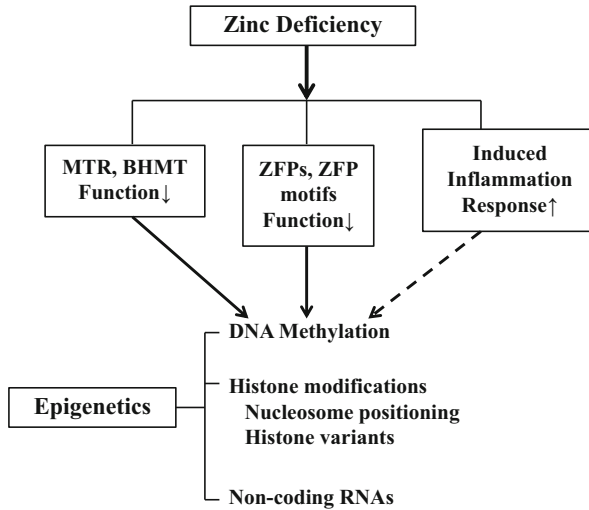 Zinc Deficiency
MTR, BHMT
Function↓
ZFPs, ZFP
motifs
Function↓
Induced
Inflammation
Response↑
DNA Methylation
Epigenetics
Histone modifications
Nucleosome positioning
Histone variants
Non-coding RNAs